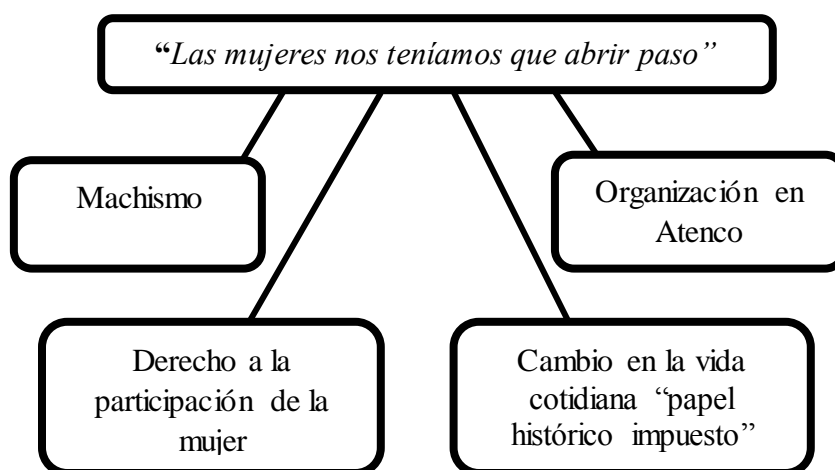 “Las mujeres nos teníamos que abrir paso”
Machismo
Organización en
Atenco
Derecho a la
participación de la
mujer
Cambio en la vida
cotidiana “papel
histórico impuesto”